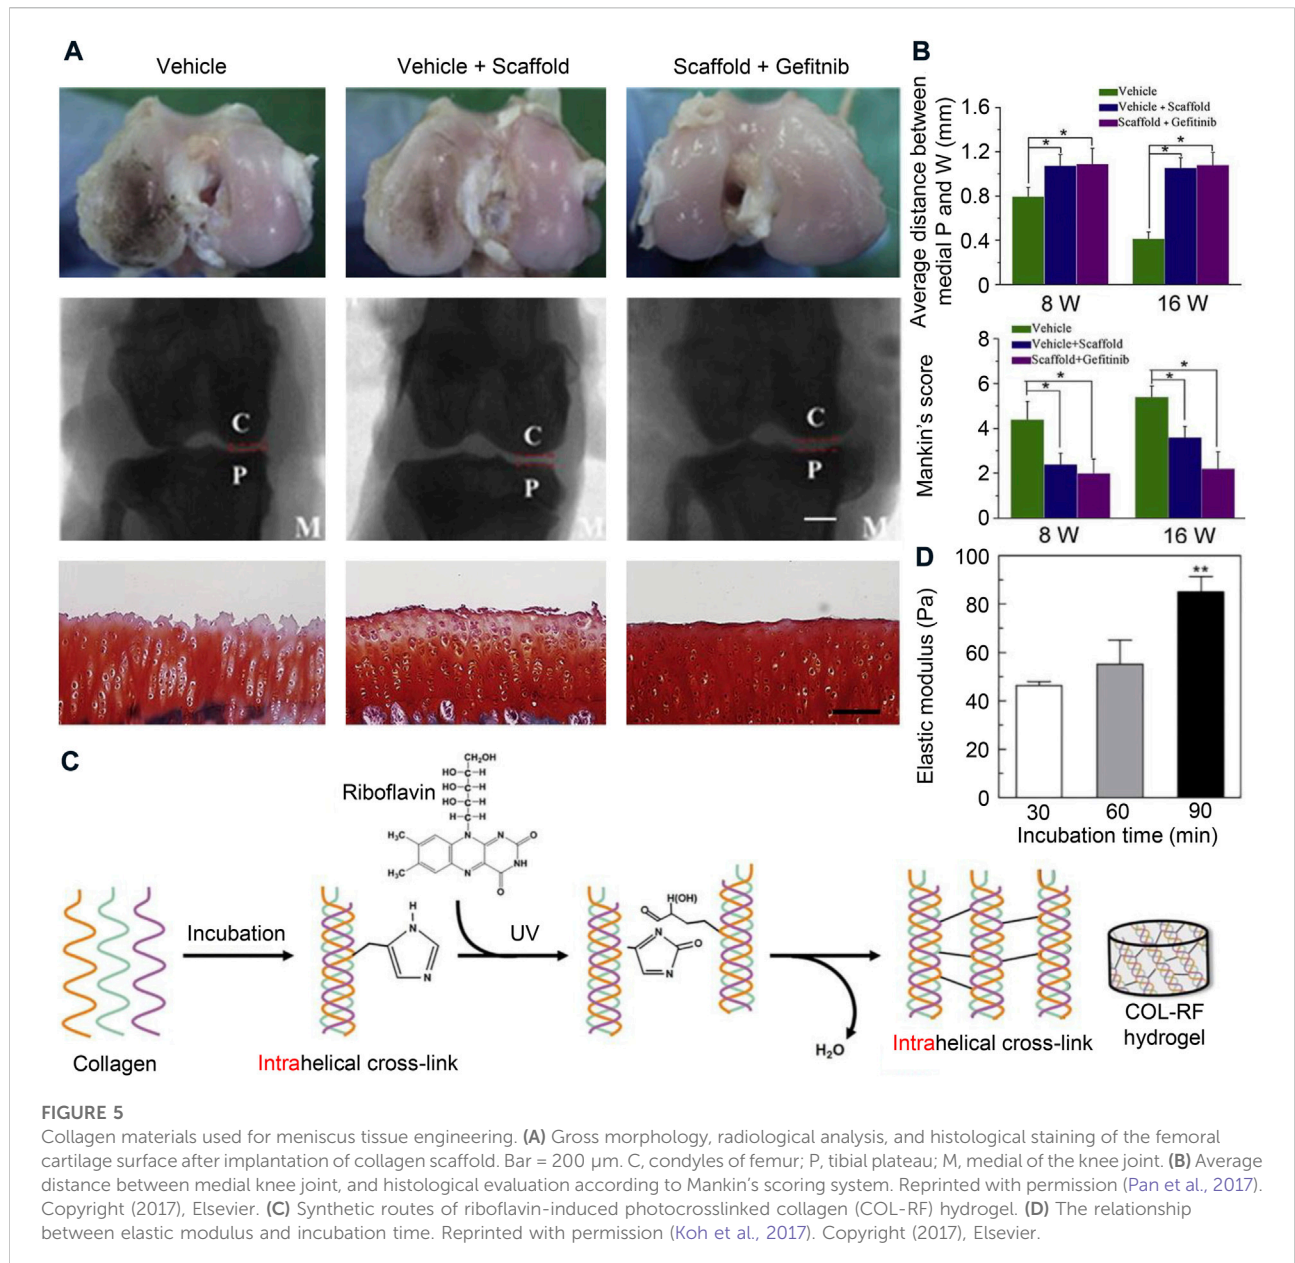 A
Vehicle
Vehicle + Scaffold
Scaffold + Gefitnib
C
P
M
C
P
C
P
M
B
Average distance between
medial P and W (mm)
1.6
1.2
0.8
0.4
0
Vehicle
Vehicle + Scaffold
Scaffold + Gefitinib
*
*
*
*
8 W
16 W
Mankin's score
8
6
4
2
0
Vehicle
Vehicle+Scaffold
Scaffold+Gefitinib
*
*
*
*
8 W
16 W
D
Elastic modulus (Pa)
100
80
60
40
20
0
**
30
60
90
Incubation time (min)
C
Riboflavin
CH₂OH
HO-C-H
HO-C-H
HO-C-H
H-C-H
H₃C
H₃C
N
N
O
NH
N
O
Collagen
Incubation
H
N
N
Intrahelical cross-link
UV
H(OH)
O
N
O
N
H₂O
Intrahelical cross-link
COL-RF
hydrogel
FIGURE 5
Collagen materials used for meniscus tissue engineering. (A) Gross morphology, radiological analysis, and histological staining of the femoral
cartilage surface after implantation of collagen scaffold. Bar = 200 μm. C, condyles of femur; P, tibial plateau; M, medial of the knee joint. (B) Average
distance between medial knee joint, and histological evaluation according to Mankin's scoring system. Reprinted with permission (Pan et al., 2017).
Copyright (2017), Elsevier. (C) Synthetic routes of riboflavin-induced photocrosslinked collagen (COL-RF) hydrogel. (D) The relationship
between elastic modulus and incubation time. Reprinted with permission (Koh et al., 2017). Copyright (2017), Elsevier.